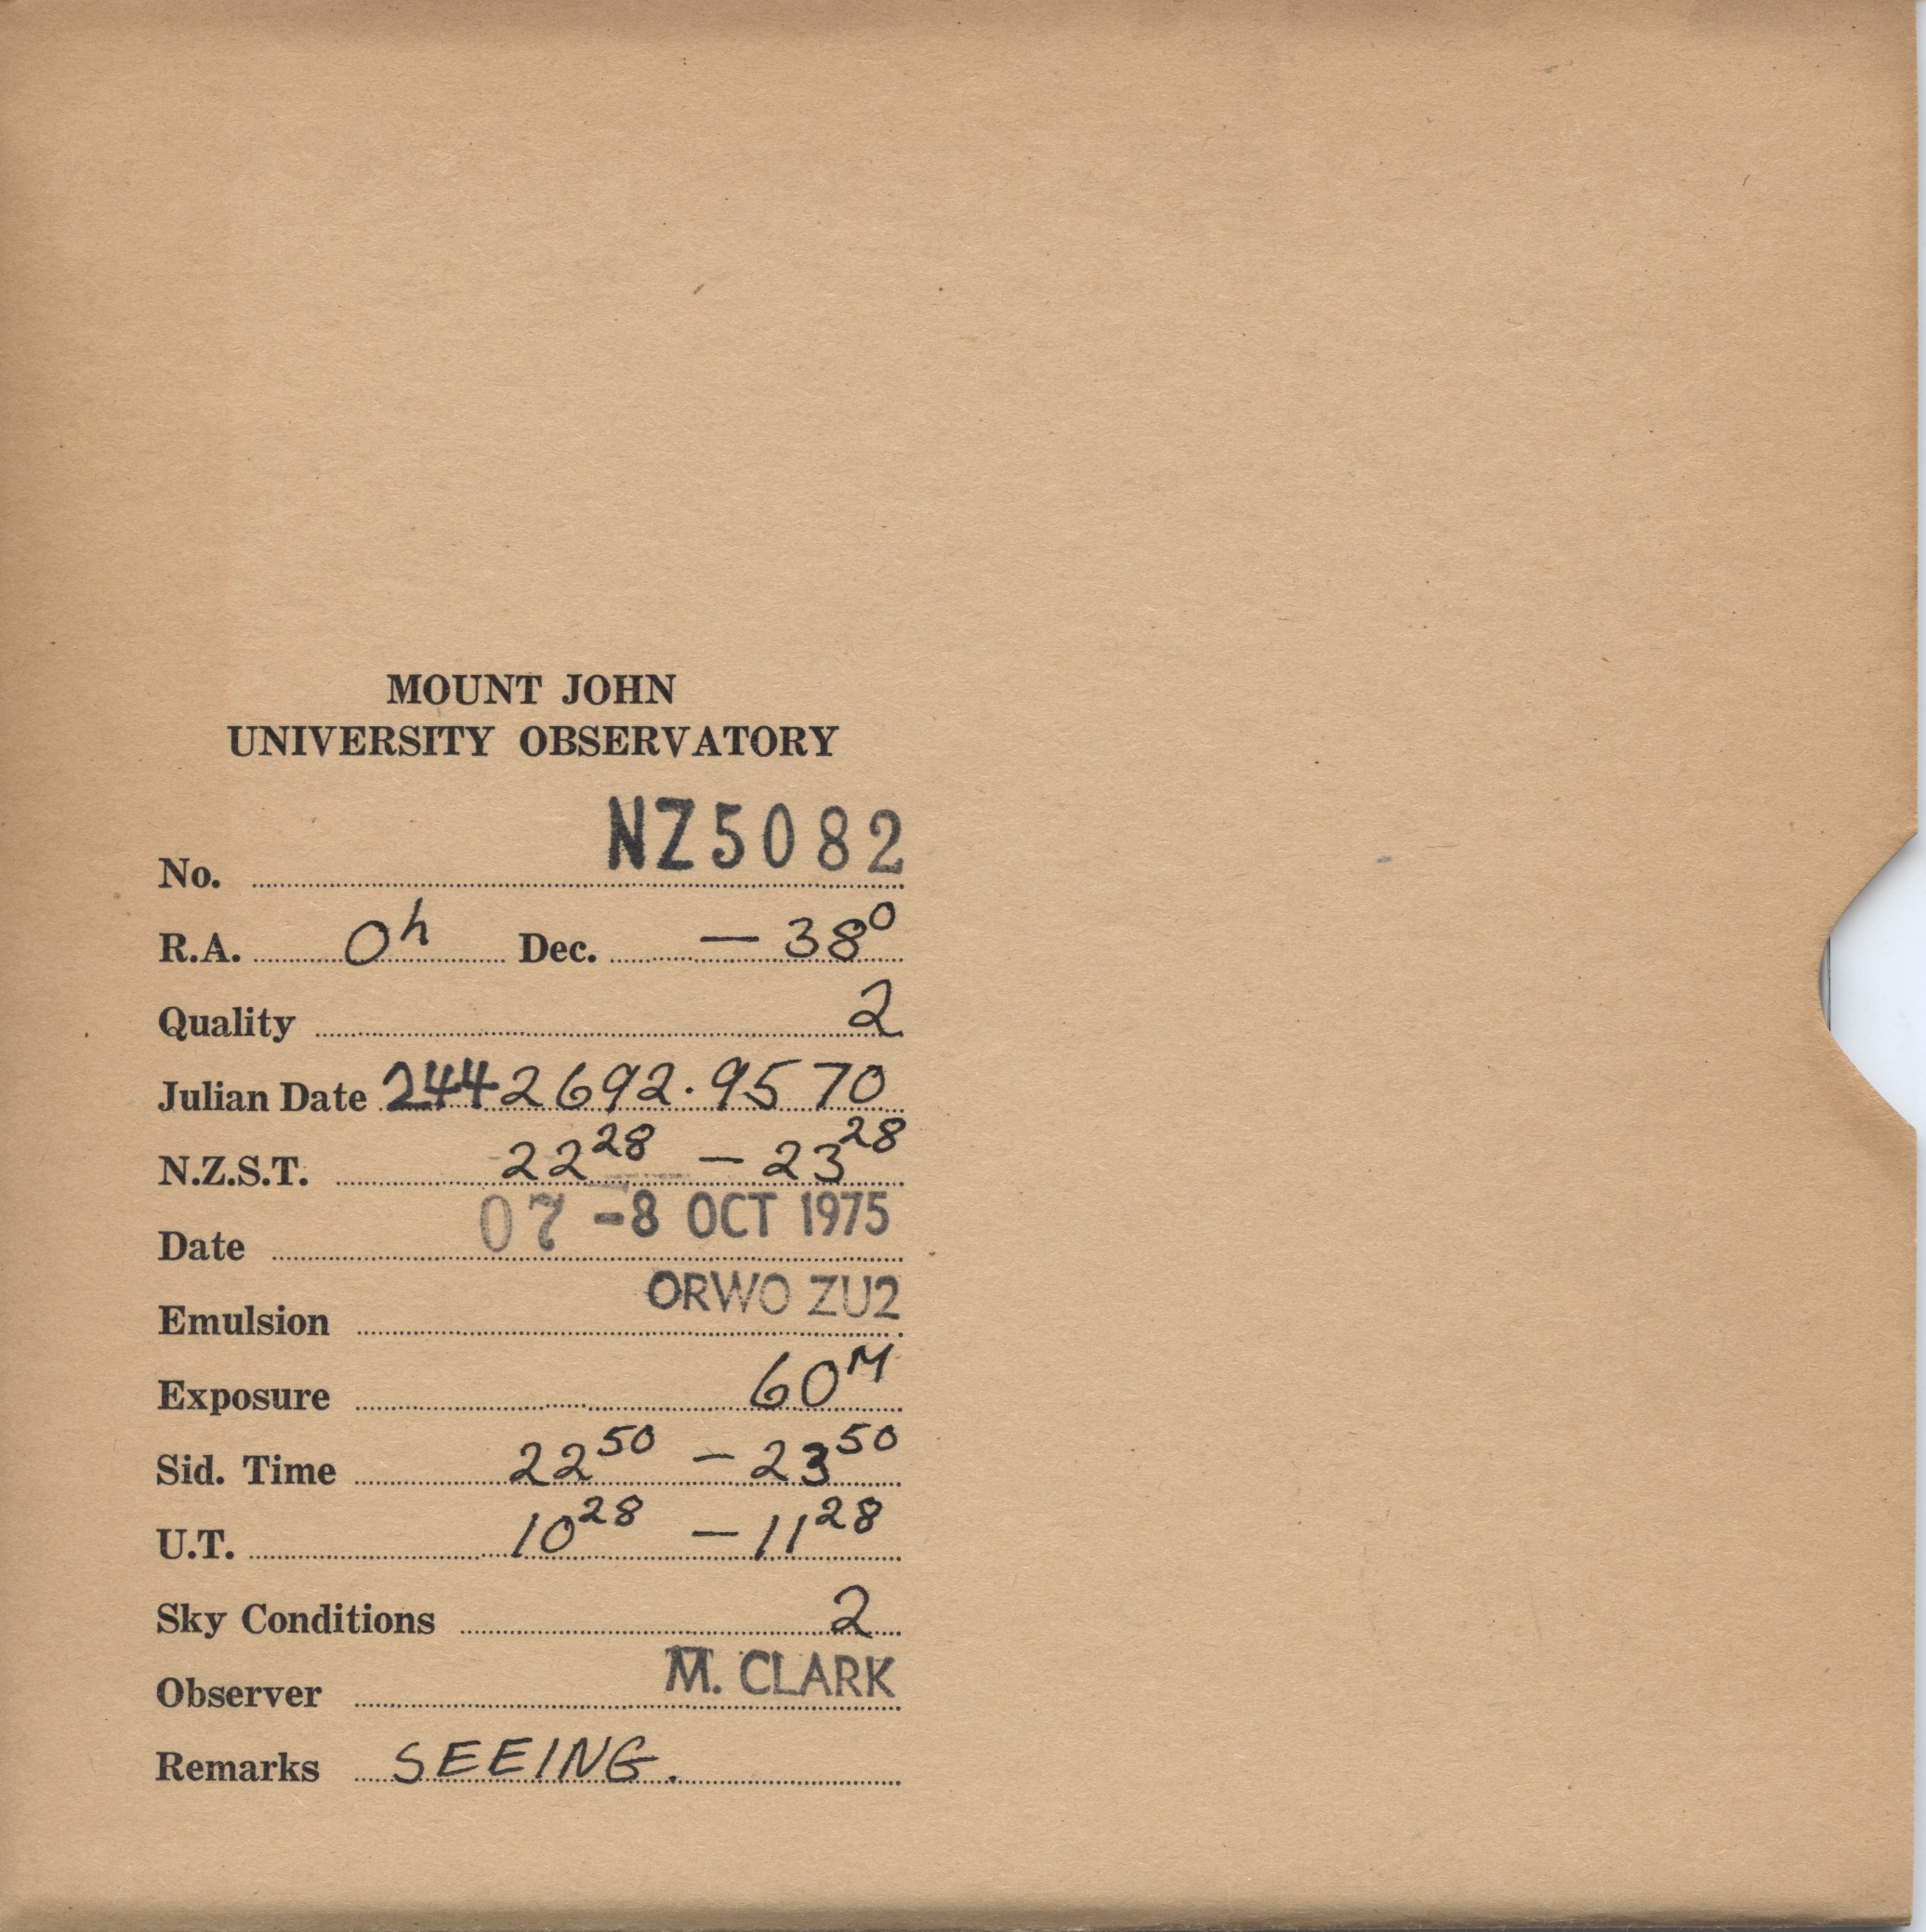 MOUNT JOHN
UNIVERSITY OBSERVATORY
No. NZ5082
R.A. 0h Dec. — 38°
Quality 2
Julian Date 2442692.9570
N.Z.S.T. 22 28 — 23 28
Date 07 -8 OCT 1975
Emulsion ORWO ZU2
Exposure 60M
Sid. Time 22 50 — 23 50
U.T. 10 28 — 11 28
Sky Conditions 2
Observer M. CLARK
Remarks SEEING.